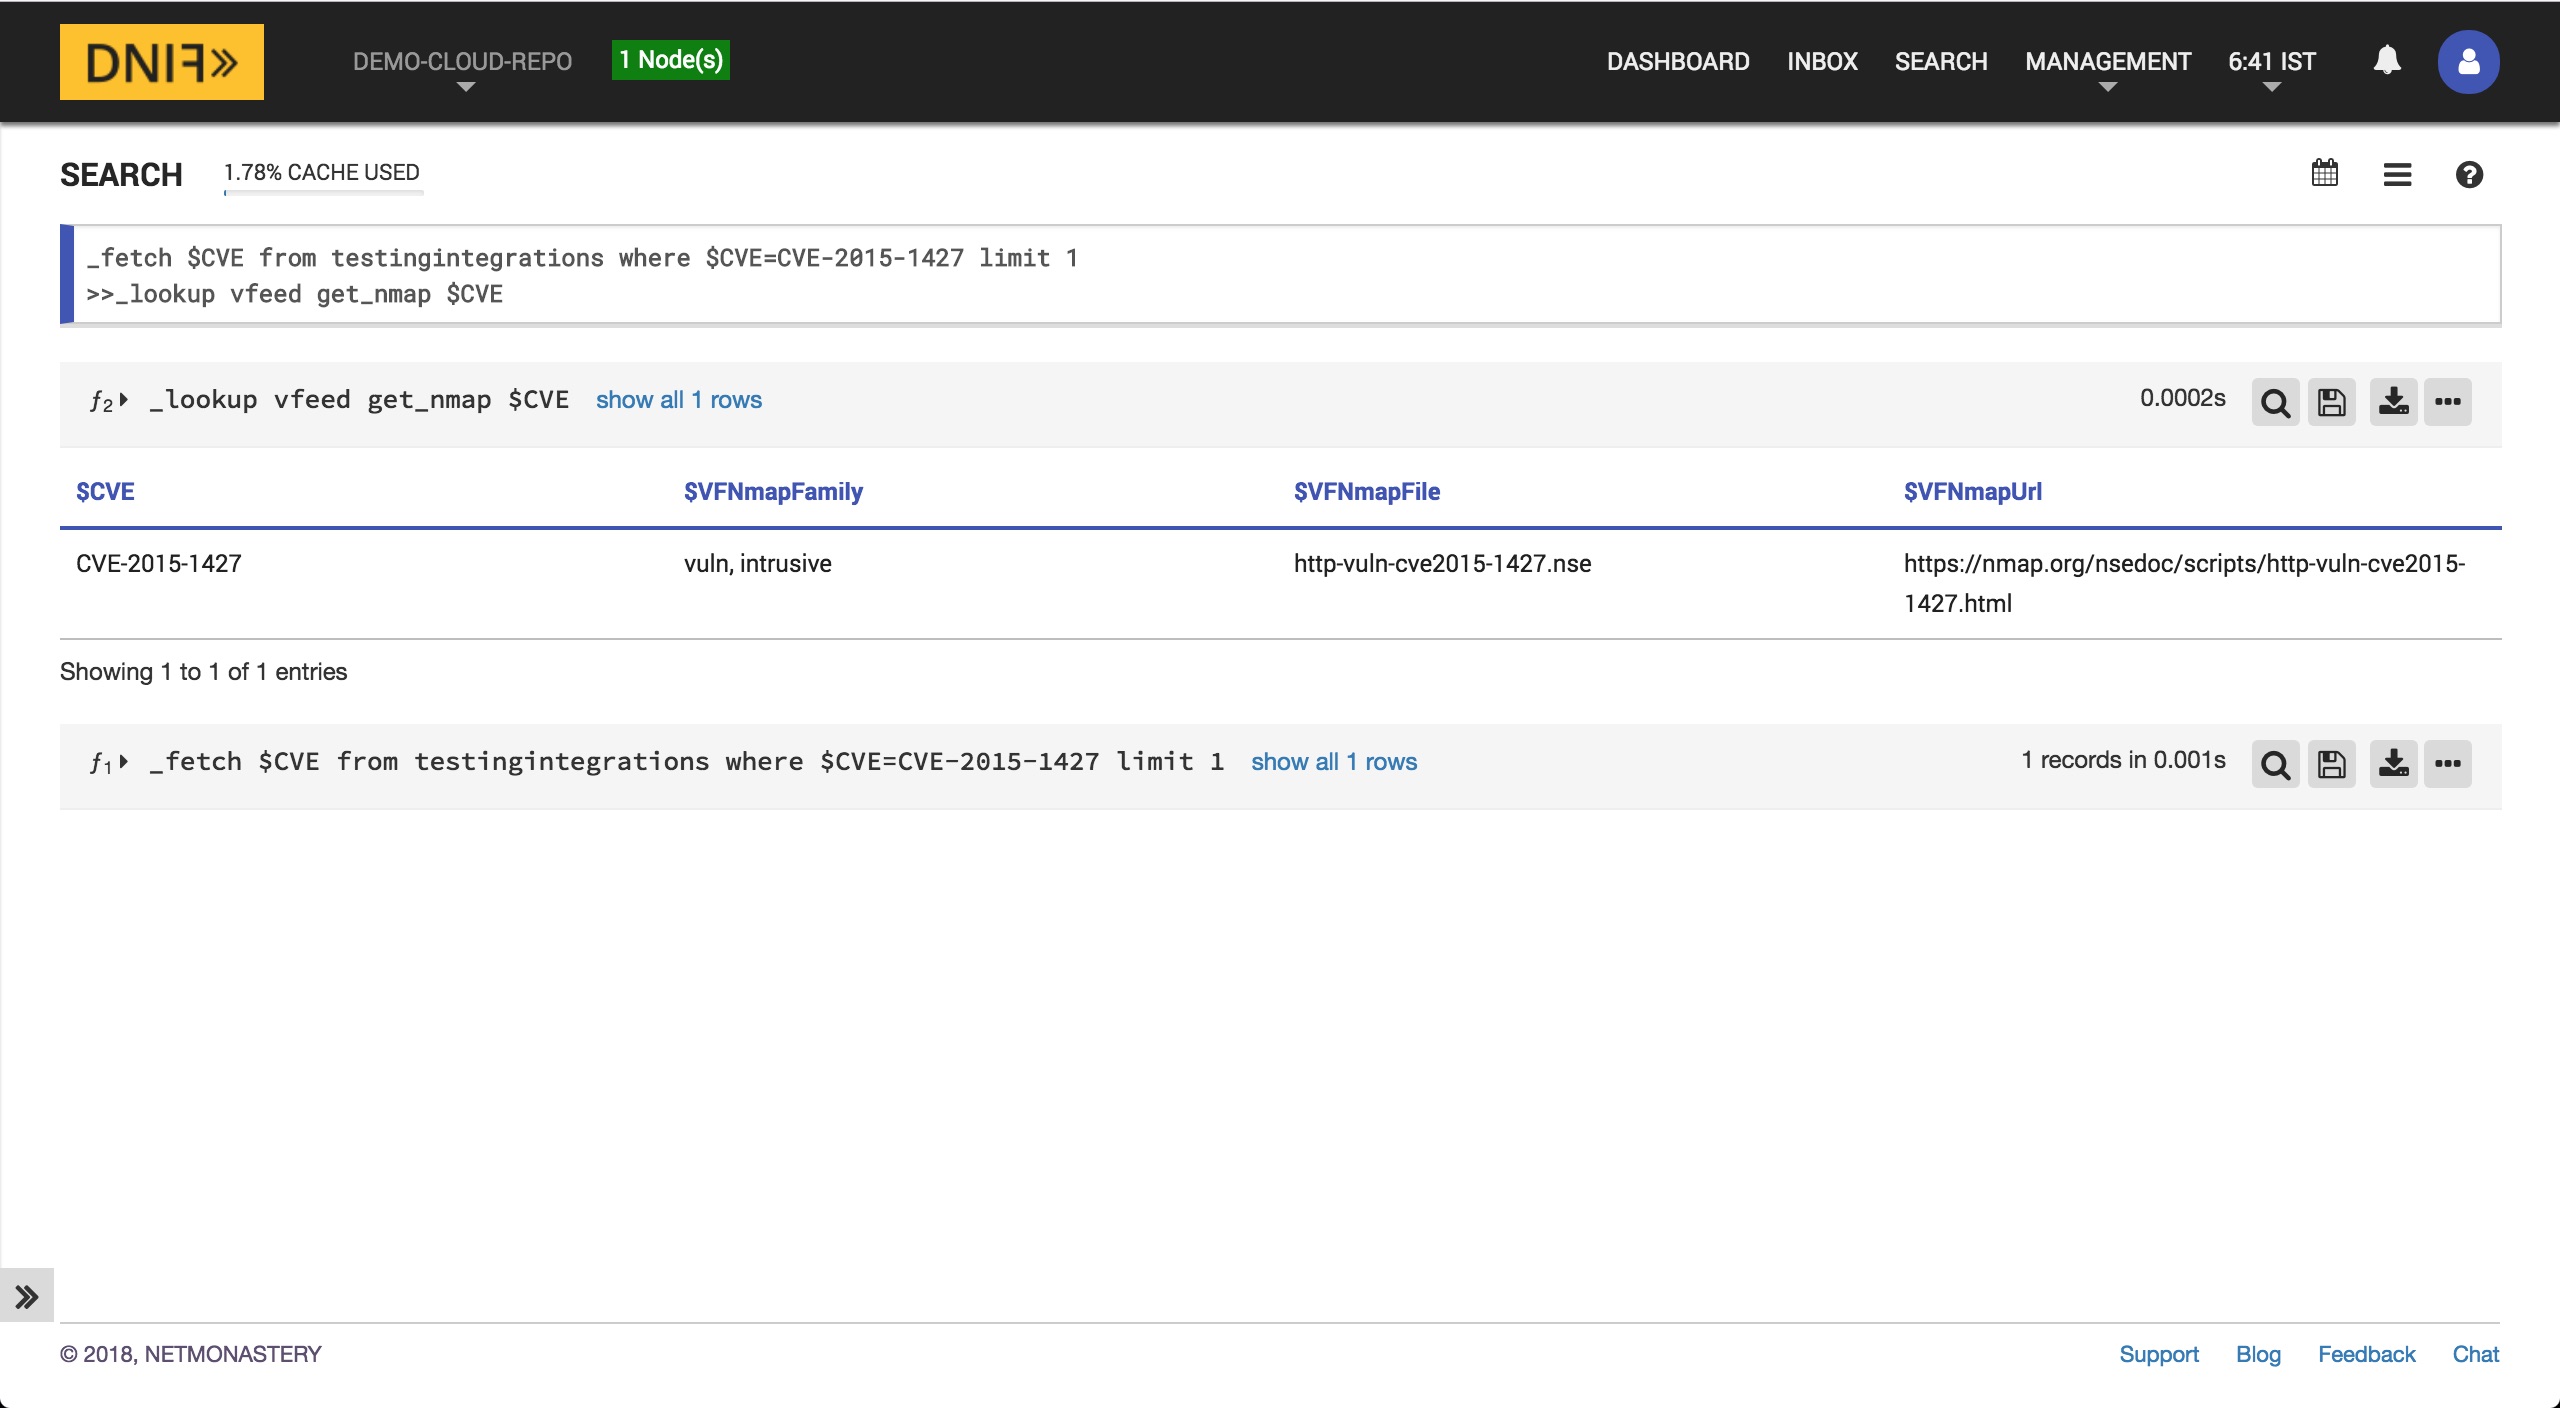 DNIF»
DEMO-CLOUD-REPO
1 Node(s)
DASHBOARD
INBOX
SEARCH
MANAGEMENT
6:41 IST
SEARCH
1.78% CACHE USED
_fetch $CVE from testingintegrations where $CVE=CVE-2015-1427 limit 1
>>_lookup vfeed get_nmap $CVE
ƒ2 _lookup vfeed get_nmap $CVE show all 1 rows 0.0002s
$CVE $VFNmapFamily $VFNmapFile $VFNmapUrl
CVE-2015-1427 vuln, intrusive http-vuln-cve2015-1427.nse https://nmap.org/nsedoc/scripts/http-vuln-cve2015-
1427.html
Showing 1 to 1 of 1 entries
ƒ1 _fetch $CVE from testingintegrations where $CVE=CVE-2015-1427 limit 1 show all 1 rows 1 records in 0.001s
© 2018, NETMONASTERY
Support Blog Feedback Chat